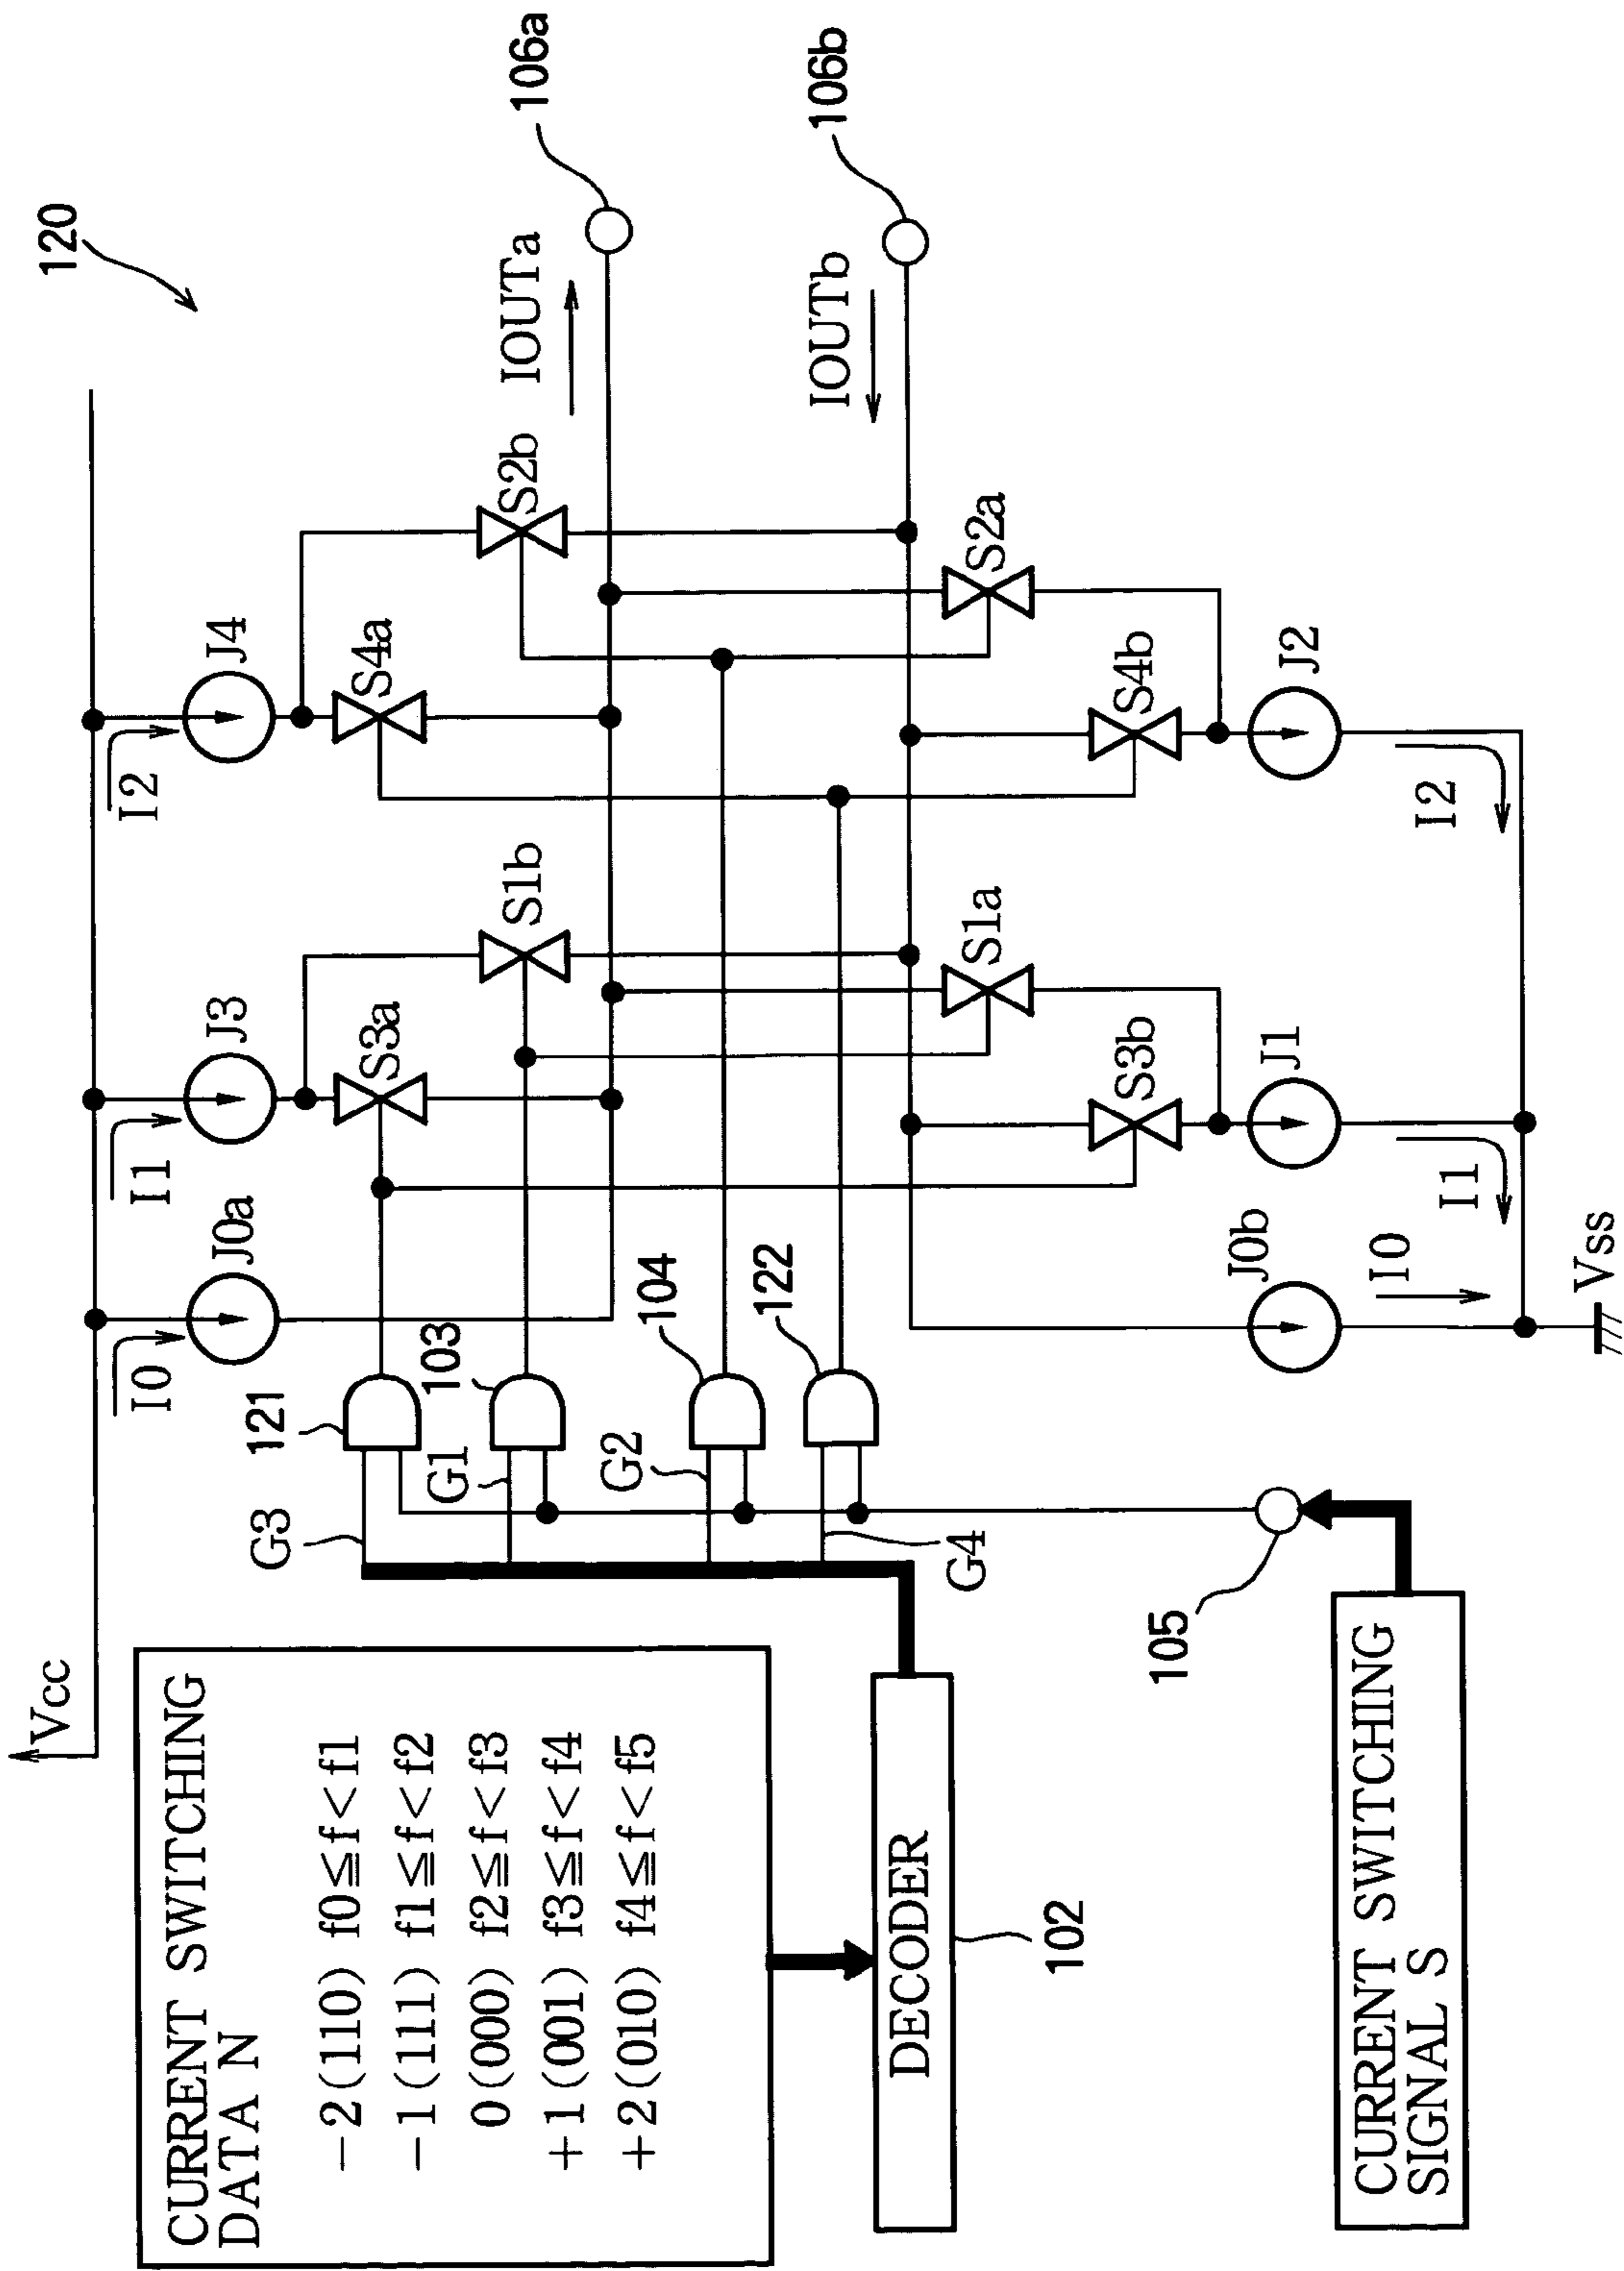 120
Vcc
CURRENT SWITCHING
DATA N
−2(110) f0≦f<f1
−1(111) f1≦f<f2
0(000) f2≦f<f3
+1(001) f3≦f<f4
+2(010) f4≦f<f5
DECODER
102
CURRENT SWITCHING
SIGNAL S
105
G3
G1
G2
G4
121
103
104
122
I0
J0a
I1
J3
S3a
S1b
I2
J4
S4a
S2b
IOUTa
106a
IOUTb
106b
S1a
S3b
S2a
S4b
J0b
I0
J1
I1
J2
I2
Vss